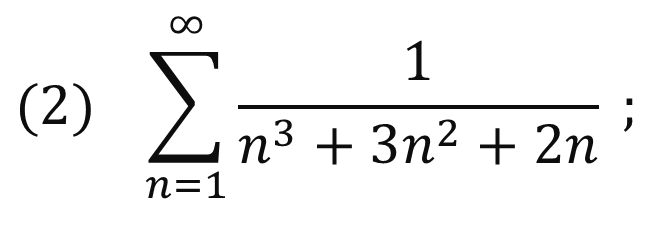 (2) $\sum_{n=1}^{\infty} \frac{1}{n^3 + 3n^2 + 2n}$ ;